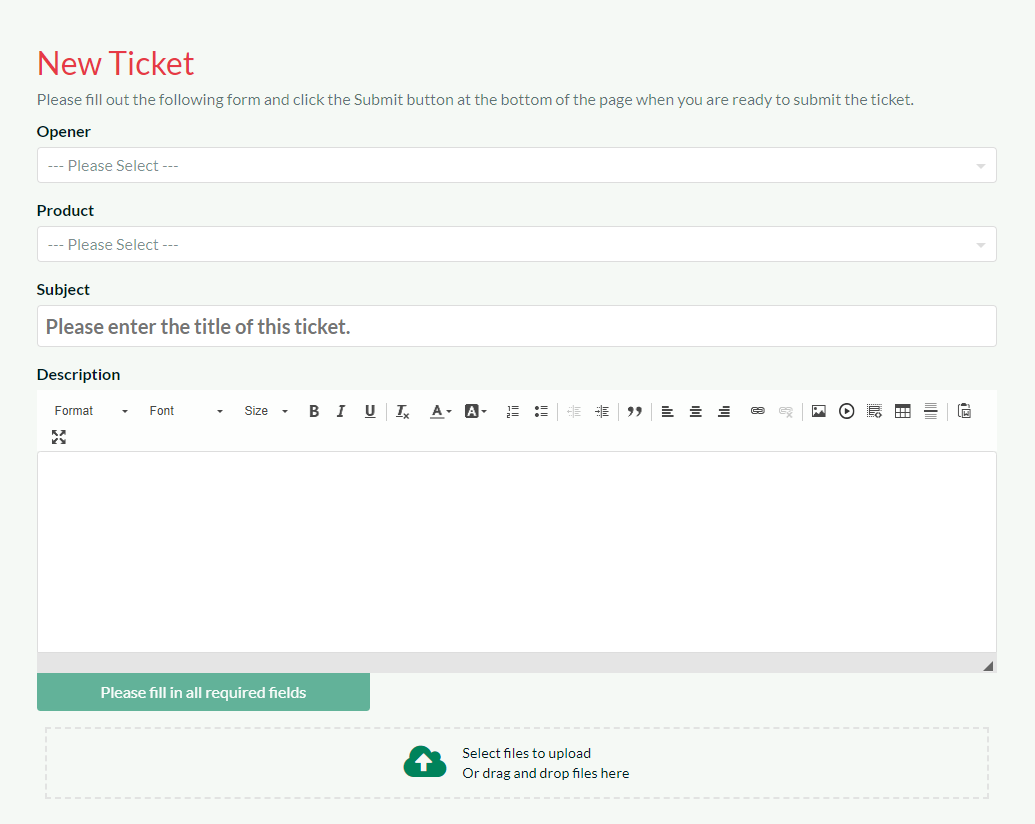 New Ticket
Please fill out the following form and click the Submit button at the bottom of the page when you are ready to submit the ticket.
Opener
--- Please Select ---
Product
--- Please Select ---
Subject
Please enter the title of this ticket.
Description
Format Font Size B I U Ix A A
Please fill in all required fields
Select files to upload
Or drag and drop files here